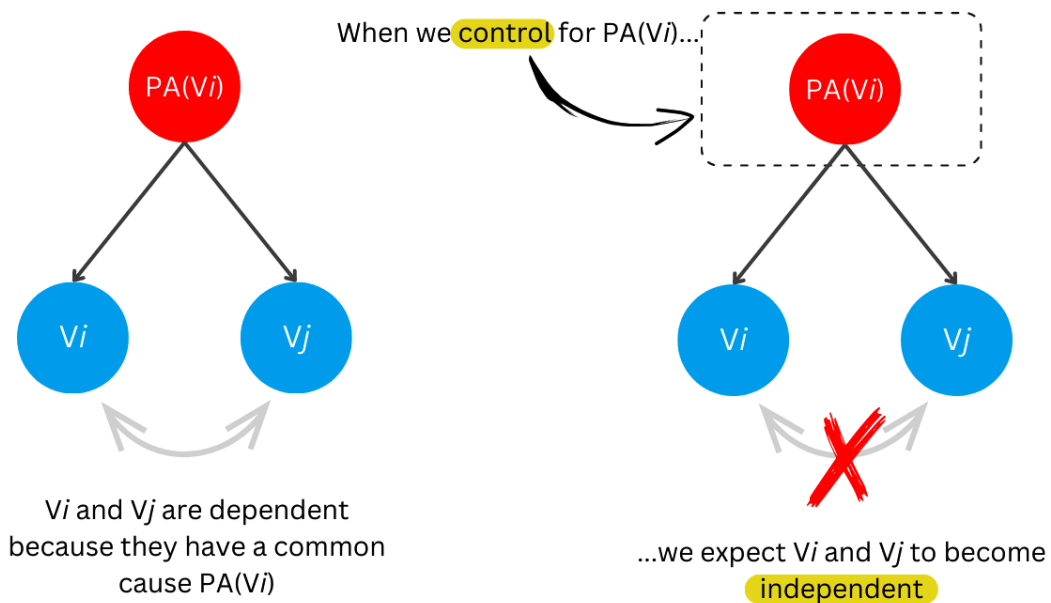 PA(Vi)
Vi
Vj
Vi and Vj are dependent
because they have a common
cause PA(Vi)
When we control for PA(Vi)...
PA(Vi)
Vi
Vj
...we expect Vi and Vj to become
independent